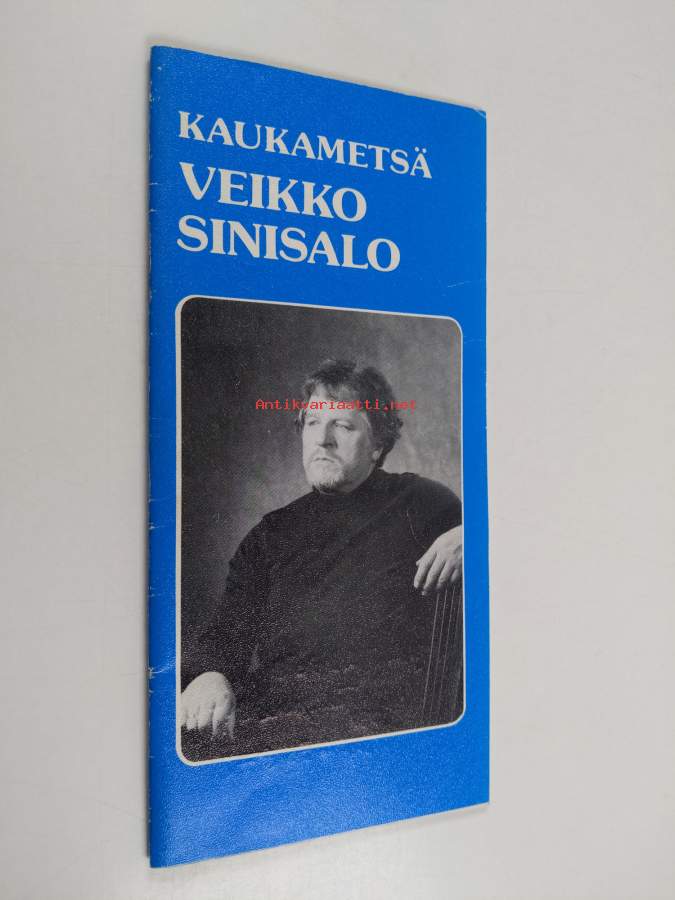 KAUKAMETSÄ
VEIKKO
SINISALO
Antikvariaatti.net